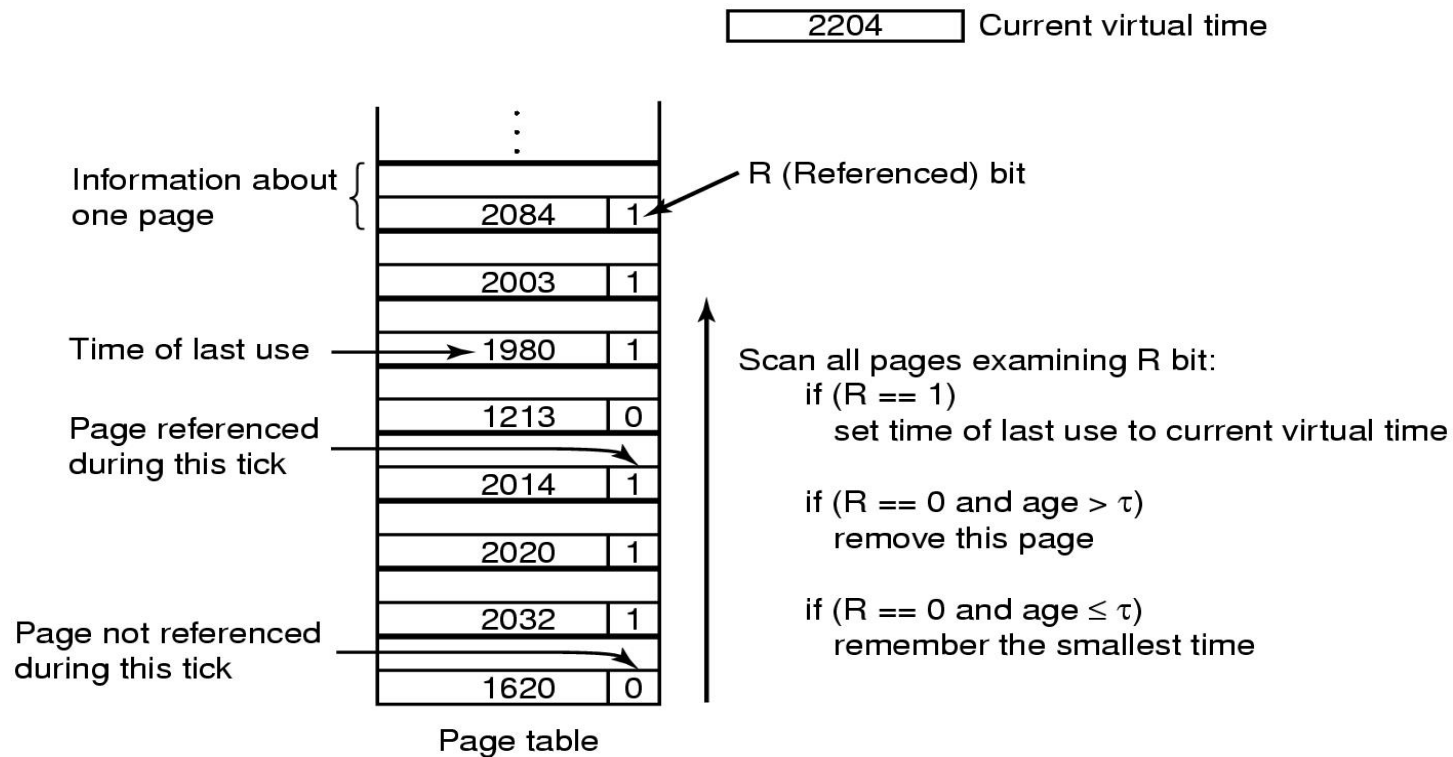 2204 Current virtual time
Information about
one page
R (Referenced) bit
2084 1
2003 1
Time of last use
1980 1
1213 0
Page referenced
during this tick
2014 1
2020 1
2032 1
Page not referenced
during this tick
1620 0
Page table
Scan all pages examining R bit:
if (R == 1)
set time of last use to current virtual time
if (R == 0 and age > τ)
remove this page
if (R == 0 and age ≤ τ)
remember the smallest time